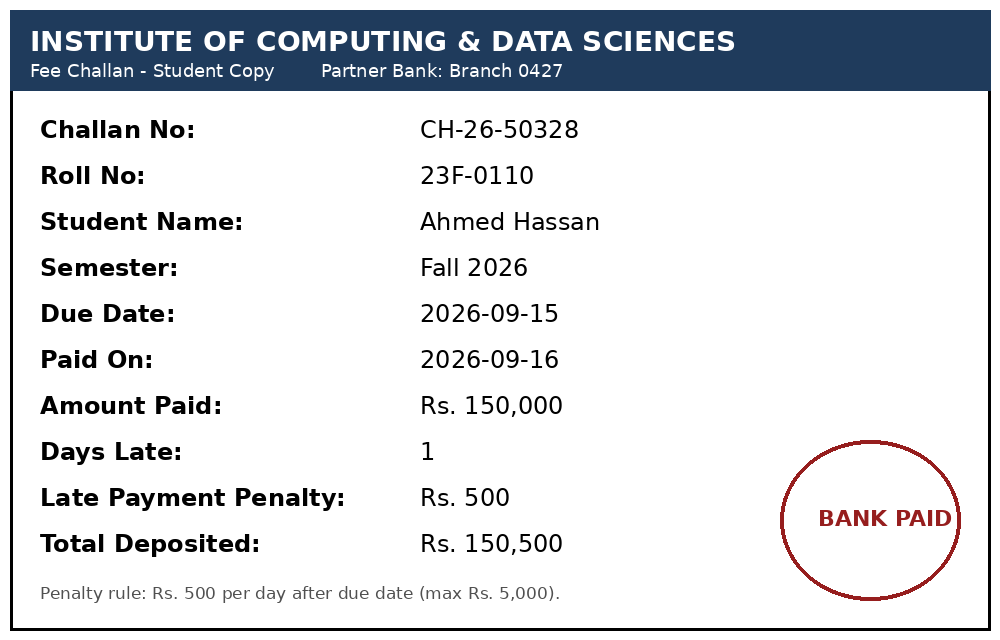 INSTITUTE OF COMPUTING & DATA SCIENCES
Fee Challan - Student Copy Partner Bank: Branch 0427
Challan No: CH-26-50328
Roll No: 23F-0110
Student Name: Ahmed Hassan
Semester: Fall 2026
Due Date: 2026-09-15
Paid On: 2026-09-16
Amount Paid: Rs. 150,000
Days Late: 1
Late Payment Penalty: Rs. 500
BANK PAID
Total Deposited: Rs. 150,500
Penalty rule: Rs. 500 per day after due date (max Rs. 5,000).